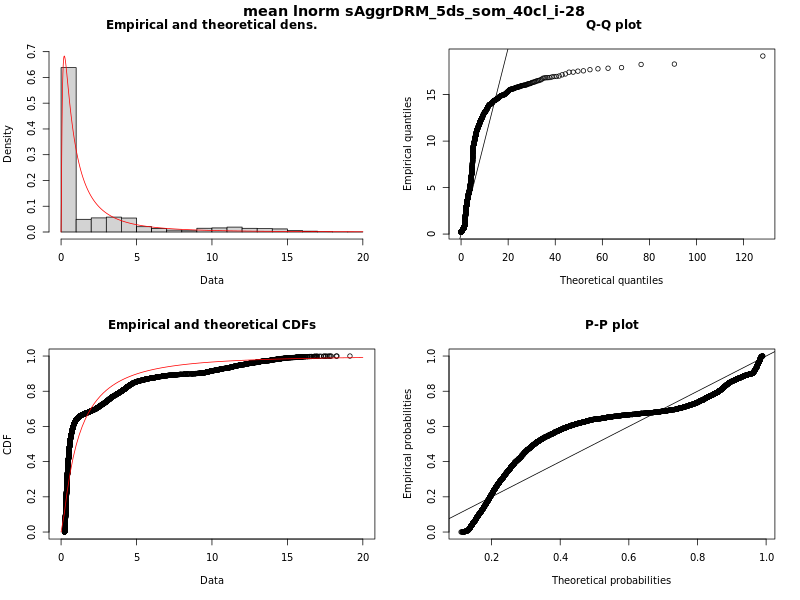 mean lnorm sAggrDRM_5ds_som_40cl_i-28
Empirical and theoretical dens.
Density
0.0 0.1 0.2 0.3 0.4 0.5 0.6 0.7
0 5 10 15 20
Data
Q-Q plot
Empirical quantiles
0 5 10 15
0 20 40 60 80 100 120
Theoretical quantiles
Empirical and theoretical CDFs
CDF
0.0 0.2 0.4 0.6 0.8 1.0
0 5 10 15 20
Data
P-P plot
Empirical probabilities
0.0 0.2 0.4 0.6 0.8 1.0
0.2 0.4 0.6 0.8 1.0
Theoretical probabilities